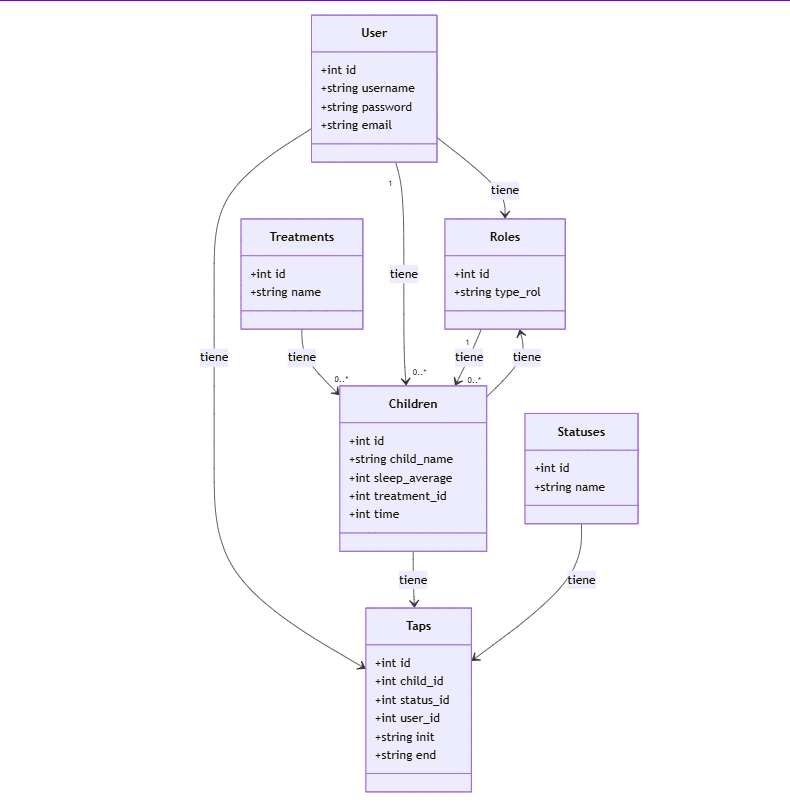 User
+int id
+string username
+string password
+string email
1
tiene
Treatments
+int id
+string name
Roles
+int id
+string type_rol
tiene
tiene
tiene
0..*
0..*
1
tiene
0..*
tiene
Children
+int id
+string child_name
+int sleep_average
+int treatment_id
+int time
Statuses
+int id
+string name
tiene
tiene
Taps
+int id
+int child_id
+int status_id
+int user_id
+string init
+string end